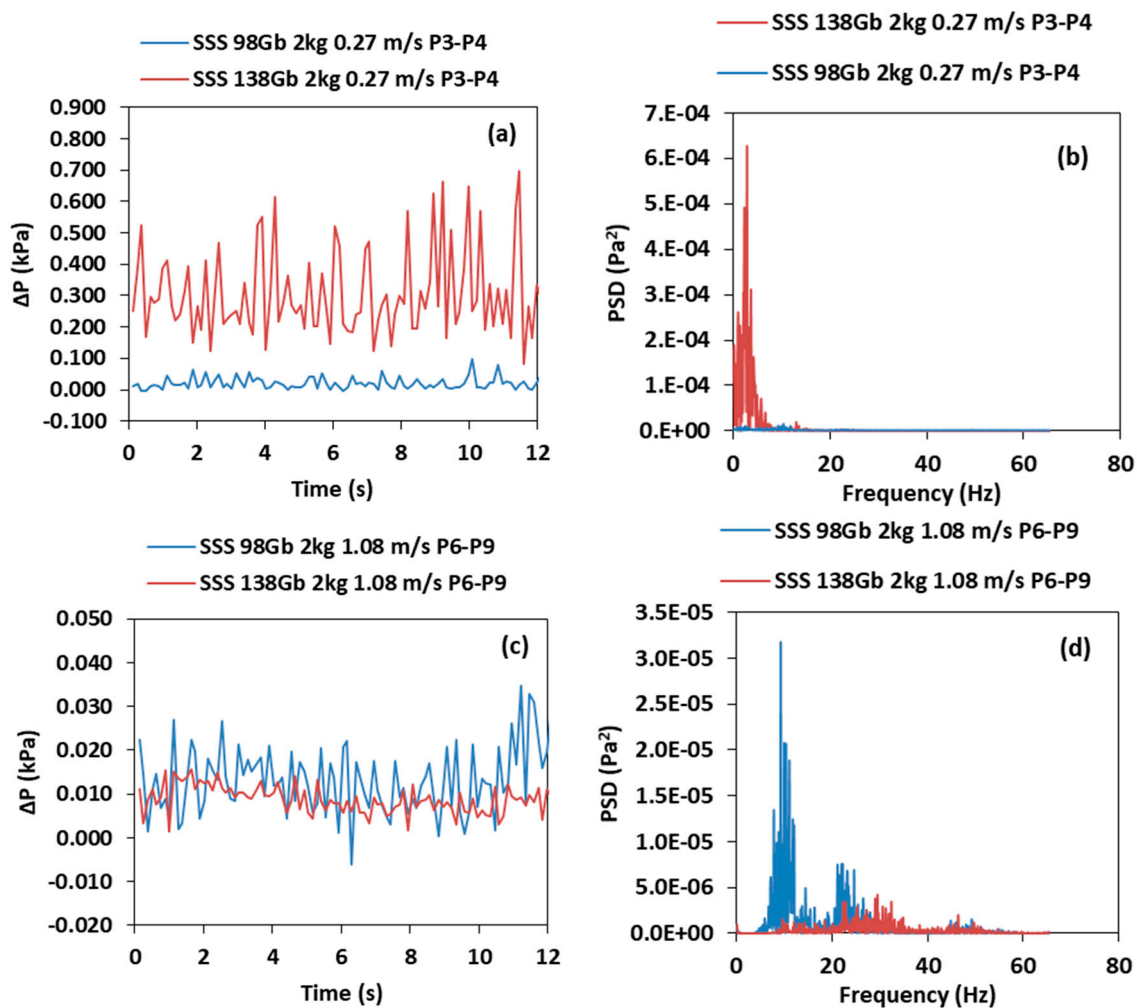 SSS 98Gb 2kg 0.27 m/s P3-P4
SSS 138Gb 2kg 0.27 m/s P3-P4
(a)
0.900
0.800
0.700
0.600
0.500
0.400
0.300
0.200
0.100
0.000
-0.100
ΔP (kPa)
0 2 4 6 8 10 12
Time (s)
SSS 138Gb 2kg 0.27 m/s P3-P4
SSS 98Gb 2kg 0.27 m/s P3-P4
(b)
7.E-04
6.E-04
5.E-04
4.E-04
3.E-04
2.E-04
1.E-04
0.E+00
PSD (Pa²)
0 20 40 60 80
Frequency (Hz)
SSS 98Gb 2kg 1.08 m/s P6-P9
SSS 138Gb 2kg 1.08 m/s P6-P9
(c)
0.050
0.040
0.030
0.020
0.010
0.000
-0.010
-0.020
ΔP (kPa)
0 2 4 6 8 10 12
Time (s)
SSS 98Gb 2kg 1.08 m/s P6-P9
SSS 138Gb 2kg 1.08 m/s P6-P9
(d)
3.5E-05
3.0E-05
2.5E-05
2.0E-05
1.5E-05
1.0E-05
5.0E-06
0.0E+00
PSD (Pa²)
0 20 40 60 80
Frequency (Hz)